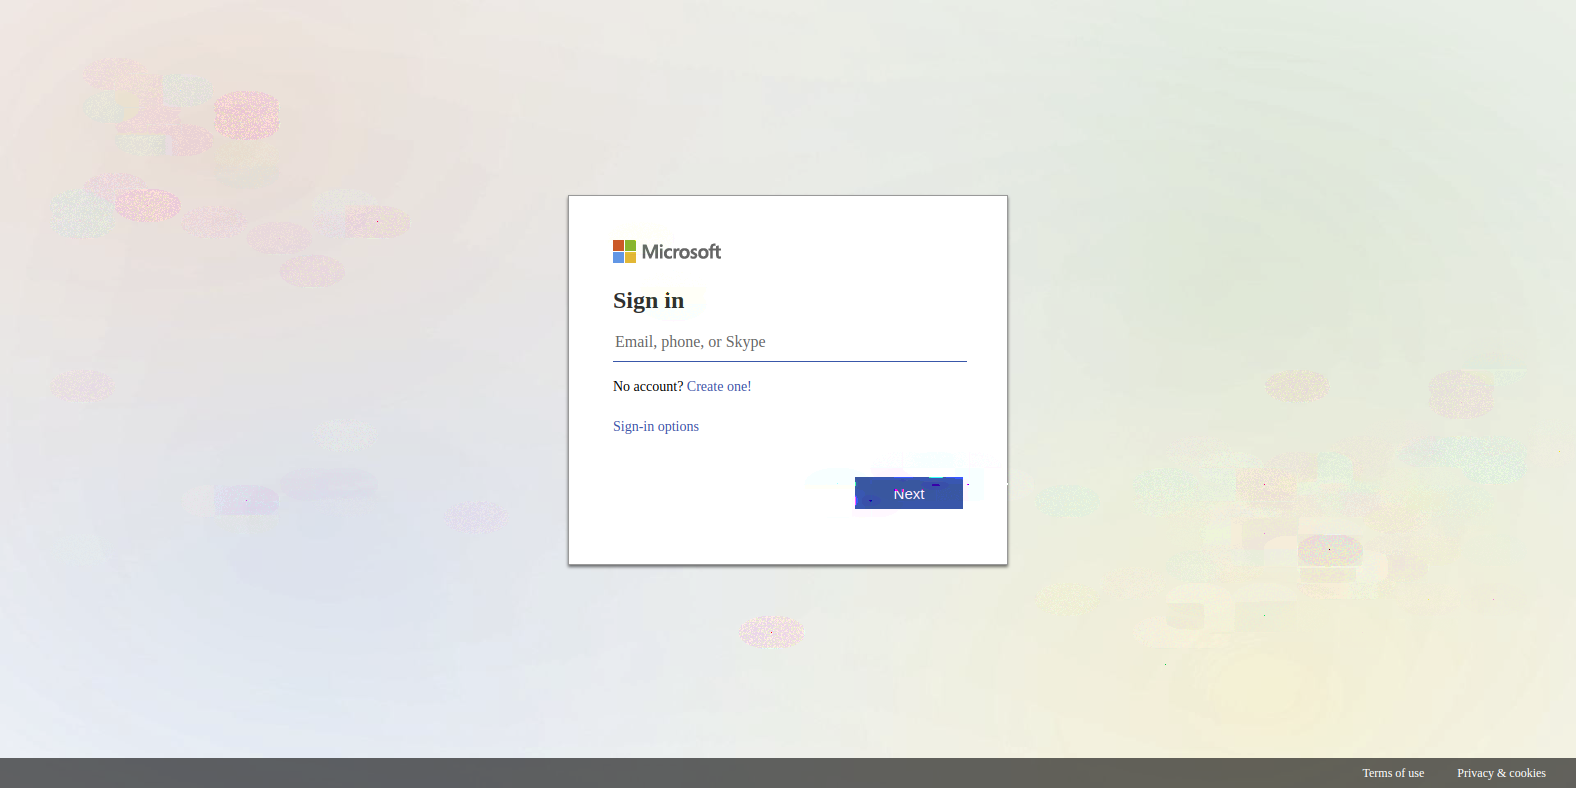 Microsoft
Sign in
Email, phone, or Skype
No account? Create one!
Sign-in options
Next
Terms of use Privacy & cookies